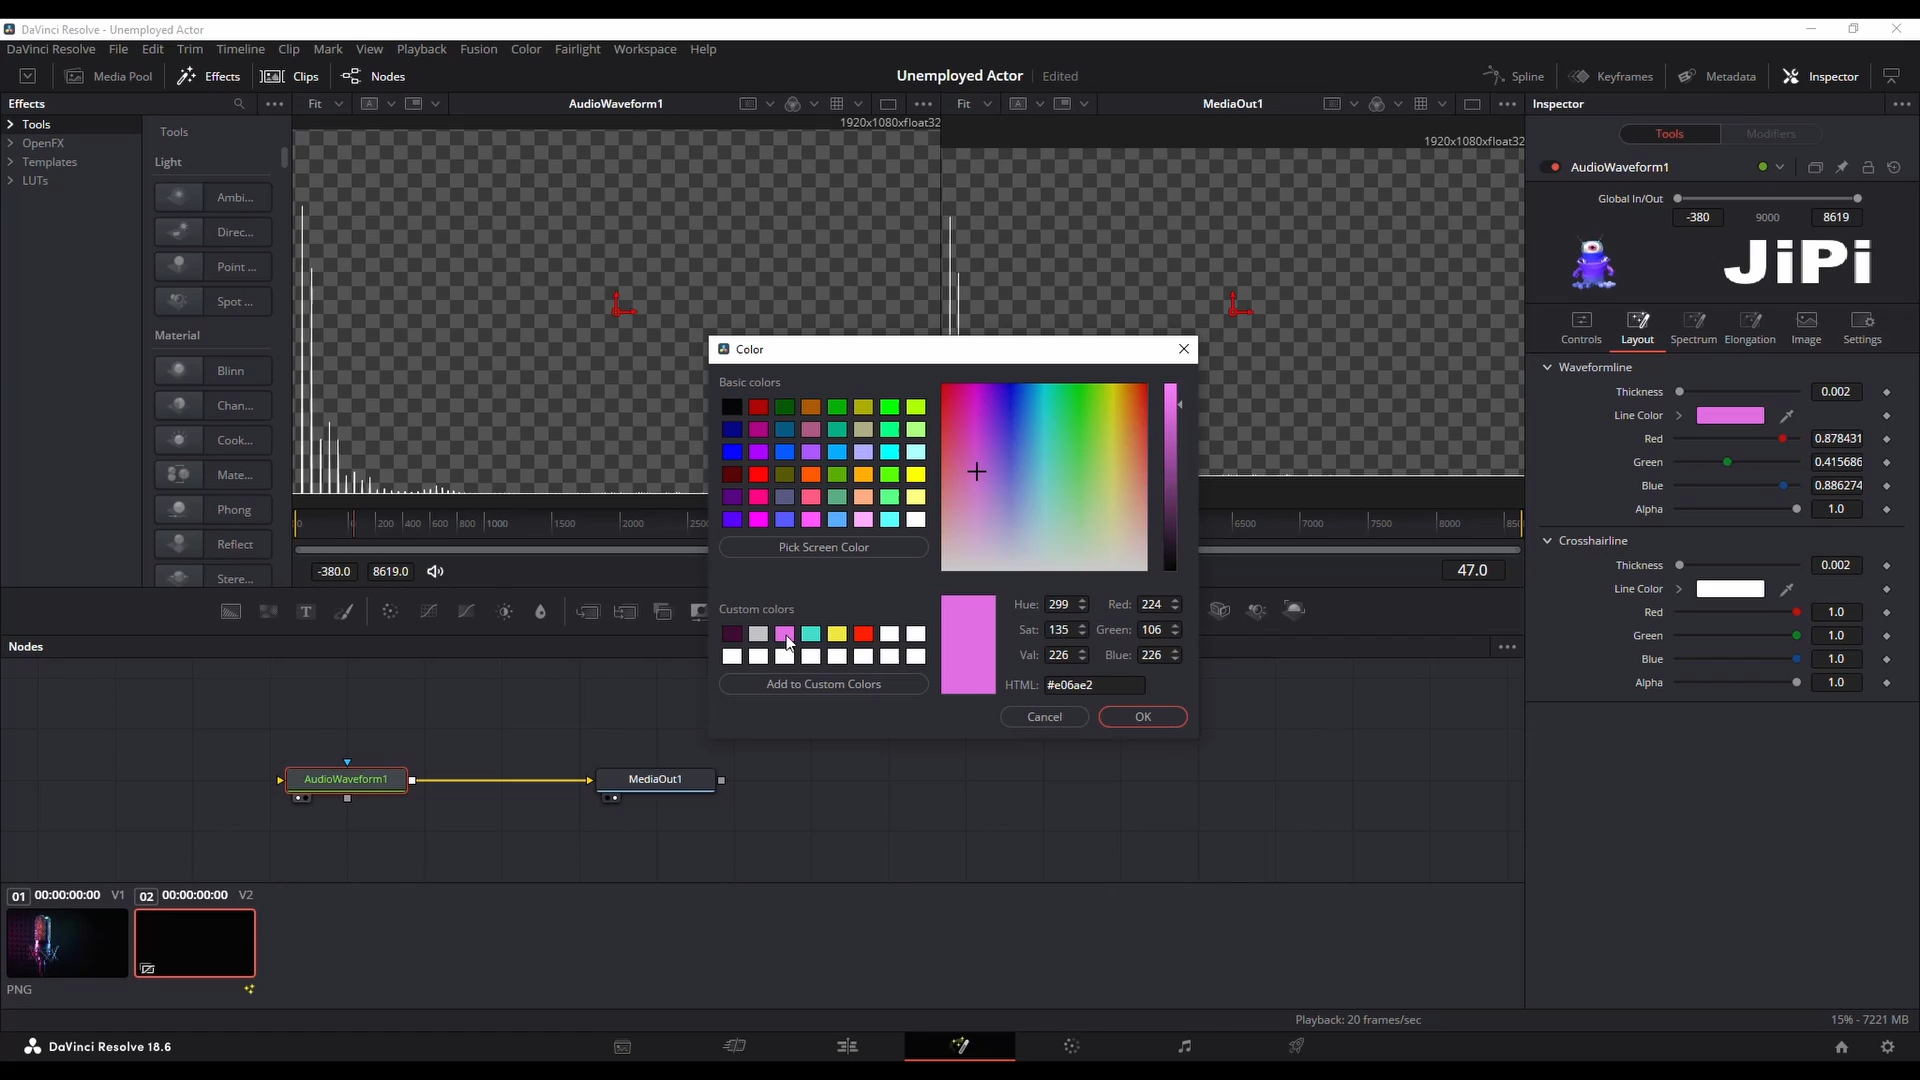 DaVinci Resolve - Unemployed Actor
DaVinci Resolve File Edit Trim Timeline Clip Mark View Playback Fusion Color Fairlight Workspace Help
Media Pool Effects Clips Nodes Unemployed Actor Edited Spline Keyframes Metadata Inspector
Effects Fit A AudioWaveform1 Fit A MediaOut1 Inspector
1920x1080xfloat32
1920x1080xfloat32
Tools
OpenFX
Templates
LUTs
Tools
Light
Ambi...
Direc...
Point ...
Spot ...
Material
Blinn
Chan...
Cook...
Mate...
Phong
Reflect
Stere...
200 400 600 800 1000 1500 2000
6500 7000 7500 8000
-380.0 8619.0
47.0
Color
Basic colors
Pick Screen Color
Custom colors
Add to Custom Colors
Hue: 299 Red: 224
Sat: 135 Green: 106
Val: 226 Blue: 226
HTML: #e06ae2
Cancel OK
Tools Modifiers
AudioWaveform1
Global In/Out
-380 9000 8619
JiPi
Controls Layout Spectrum Elongation Image Settings
Waveformline
Thickness 0.002
Line Color
Red 0.878431
Green 0.415686
Blue 0.886274
Alpha 1.0
Crosshairline
Thickness 0.002
Line Color
Red 1.0
Green 1.0
Blue 1.0
Alpha 1.0
T
Nodes
AudioWaveform1 MediaOut1
01 00:00:00:00 V1 02 00:00:00:00 V2
PNG
Playback: 20 frames/sec 15% - 7221 MB
DaVinci Resolve 18.6